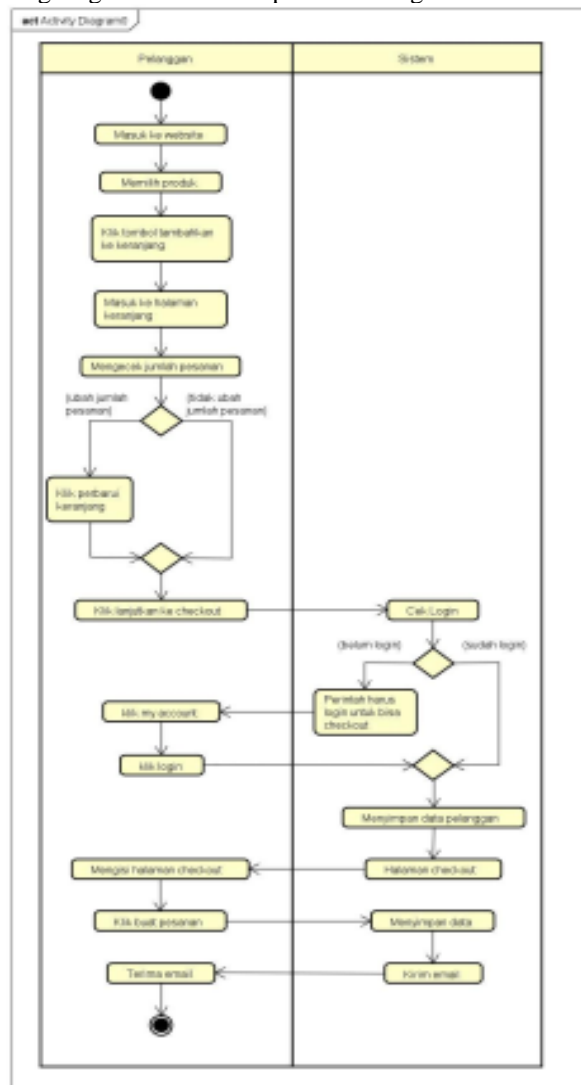 act Activity Diagram0
Pelanggan
Sistem
Masuk ke website
Memilih produk
Klik tombol tambahkan
ke keranjang
Masuk ke halaman
keranjang
Mengecek jumlah pesanan
(ubah jumlah
pesanan)
(tidak ubah
jumlah pesanan)
Klik perbarui
keranjang
Klik lanjutkan ke checkout
Cek Login
(belum login)
(sudah login)
Perintah harus
login untuk bisa
checkout
klik my account
klik login
Menyimpan data pelanggan
Mengisi halaman checkout
Halaman checkout
Klik buat pesanan
Menyimpan data
Terima email
Kirim email